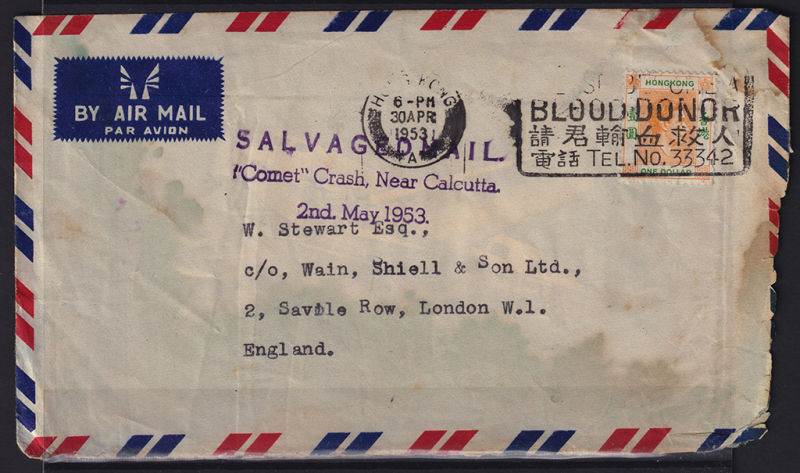 BY AIR MAIL
PAR AVION
HONG KONG
6-PM
30APR
1953
A
HONGKONG
BLOOD DONOR
請君輸血救人
電話 TEL. NO. 33342
ONE DOLLAR
SALVAGED MAIL.
"Comet" Crash, Near Calcutta.
2nd. May 1953.
W. Stewart Esq.,
c/o, Wain, Shiell & Son Ltd.,
2, Savile Row, London W.1.
England.